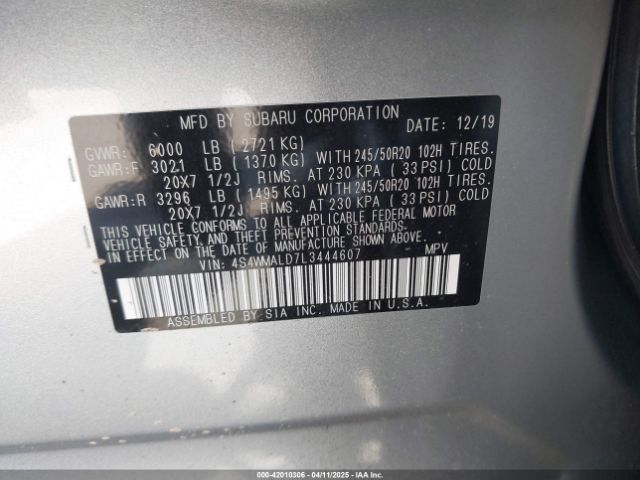 MFD BY SUBARU CORPORATION DATE: 12/19
GVWR: 6000 LB (2721 KG)
GAWR:F 3021 LB (1370 KG) WITH 245/50R20 102H TIRES.
20X7 1/2J RIMS. AT 230 KPA (33 PSI) COLD
GAWR:R 3296 LB (1495 KG) WITH 245/50R20 102H TIRES.
20X7 1/2J RIMS. AT 230 KPA (33 PSI) COLD
THIS VEHICLE CONFORMS TO ALL APPLICABLE FEDERAL MOTOR
VEHICLE SAFETY, BUMPER, AND THEFT PREVENTION STANDARDS
IN EFFECT ON THE DATE OF MANUFACTURE SHOWN ABOVE.
VIN: 4S4WMALD7L3444607 MPV
ASSEMBLED BY SIA INC. MADE IN U.S.A.
000-42010306 - 04/11/2025 - IAAI.com